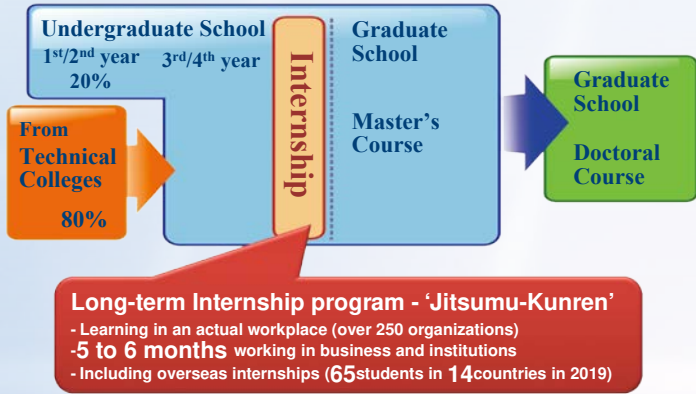 Undergraduate School
1st/2nd year
20%
3rd/4th year
Internship
Graduate
School
Master's
Course
From
Technical
Colleges
80%
Graduate
School
Doctoral
Course
Long-term Internship program - ‘Jitsumu-Kunren’
- Learning in an actual workplace (over 250 organizations)
-5 to 6 months working in business and institutions
- Including overseas internships (65students in 14countries in 2019)